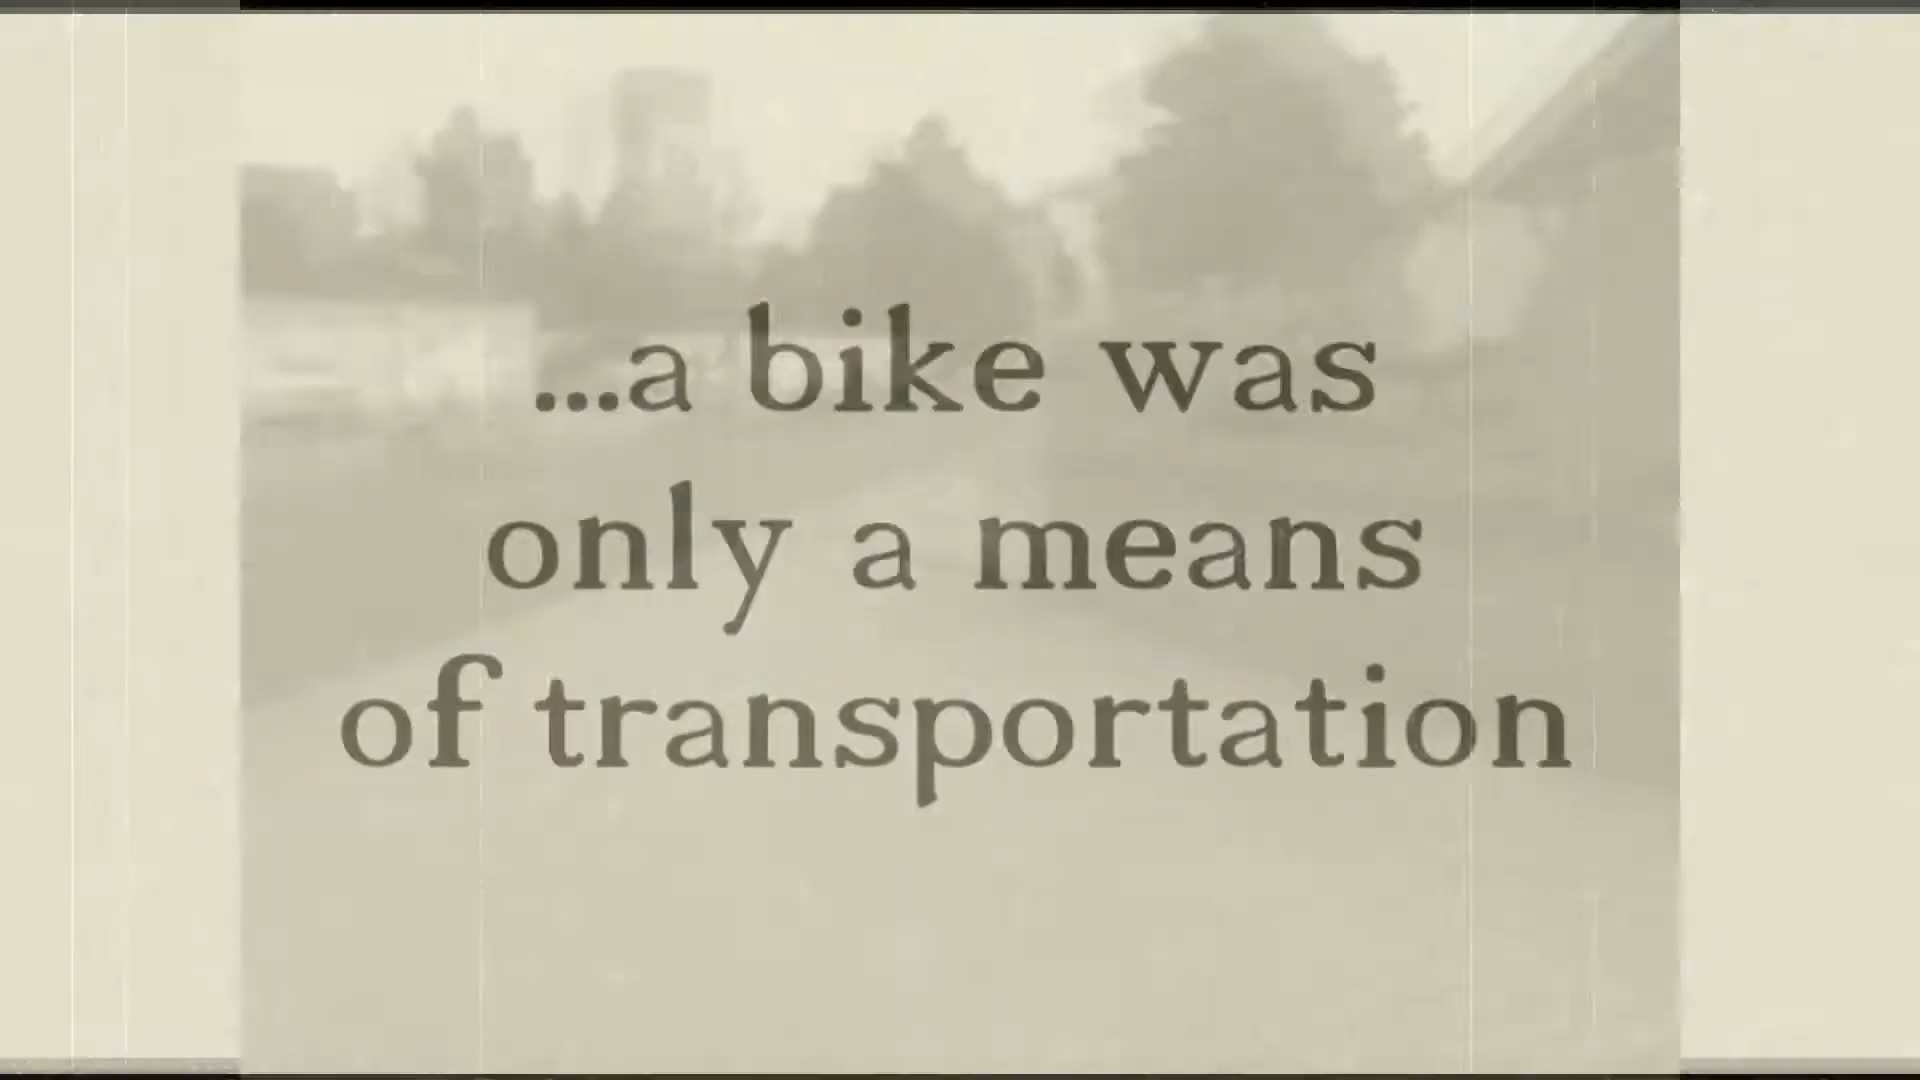 ...a bike was
only a means
of transportation